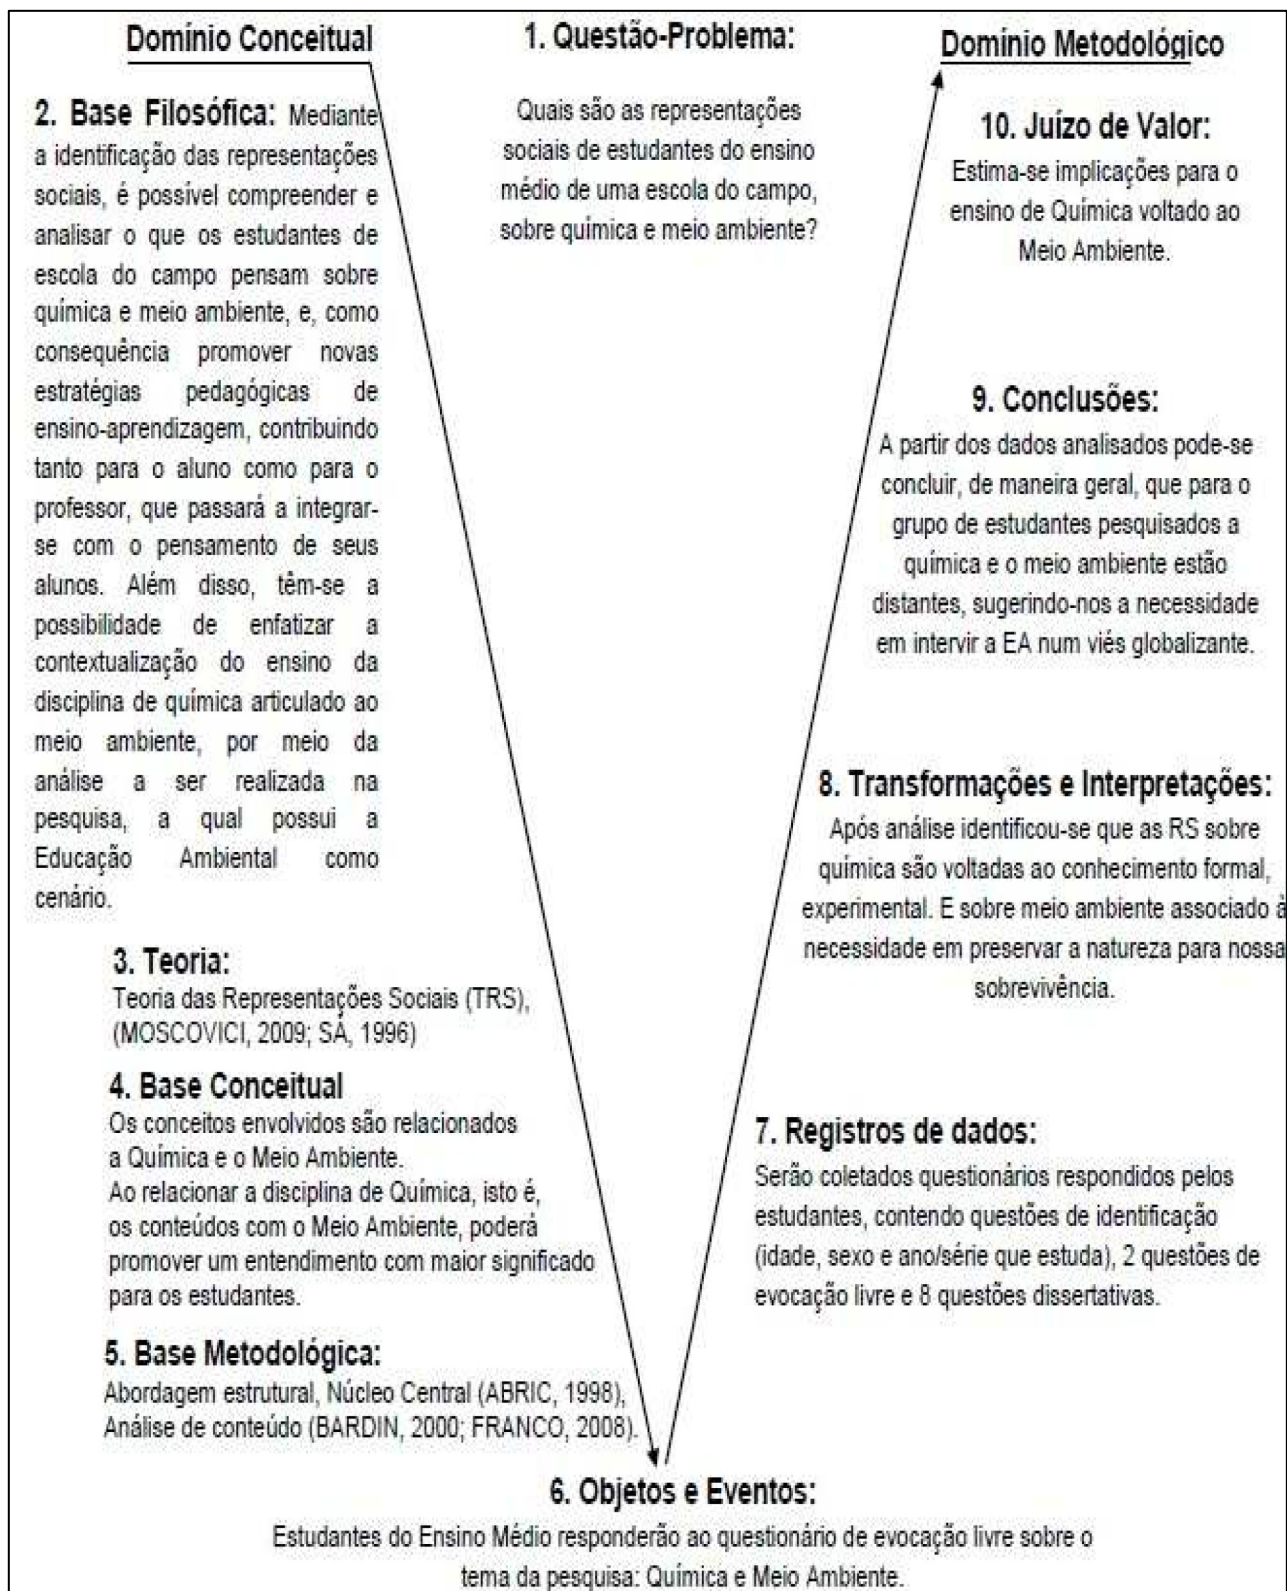 Domínio Conceitual
2. Base Filosófica: Mediante
a identificação das representações
sociais, é possível compreender e
analisar o que os estudantes de
escola do campo pensam sobre
química e meio ambiente, e, como
consequência promover novas
estratégias pedagógicas de
ensino-aprendizagem, contribuindo
tanto para o aluno como para o
professor, que passará a integrar-
se com o pensamento de seus
alunos. Além disso, têm-se a
possibilidade de enfatizar a
contextualização do ensino da
disciplina de química articulado ao
meio ambiente, por meio da
análise a ser realizada na
pesquisa, a qual possui a
Educação Ambiental como
cenário.
3. Teoria:
Teoria das Representações Sociais (TRS),
(MOSCOVICI, 2009; SÁ, 1996)
4. Base Conceitual
Os conceitos envolvidos são relacionados
a Química e o Meio Ambiente.
Ao relacionar a disciplina de Química, isto é,
os conteúdos com o Meio Ambiente, poderá
promover um entendimento com maior significado
para os estudantes.
5. Base Metodológica:
Abordagem estrutural, Núcleo Central (ABRIC, 1998),
Análise de conteúdo (BARDIN, 2000; FRANCO, 2008).
1. Questão-Problema:
Quais são as representações
sociais de estudantes do ensino
médio de uma escola do campo,
sobre química e meio ambiente?
Domínio Metodológico
10. Juízo de Valor:
Estima-se implicações para o
ensino de Química voltado ao
Meio Ambiente.
9. Conclusões:
A partir dos dados analisados pode-se
concluir, de maneira geral, que para o
grupo de estudantes pesquisados a
química e o meio ambiente estão
distantes, sugerindo-nos a necessidade
em intervir a EA num viés globalizante.
8. Transformações e Interpretações:
Após análise identificou-se que as RS sobre
química são voltadas ao conhecimento formal,
experimental. E sobre meio ambiente associado à
necessidade em preservar a natureza para nossa
sobrevivência.
7. Registros de dados:
Serão coletados questionários respondidos pelos
estudantes, contendo questões de identificação
(idade, sexo e ano/série que estuda), 2 questões de
evocação livre e 8 questões dissertativas.
6. Objetos e Eventos:
Estudantes do Ensino Médio responderão ao questionário de evocação livre sobre o
tema da pesquisa: Química e Meio Ambiente.